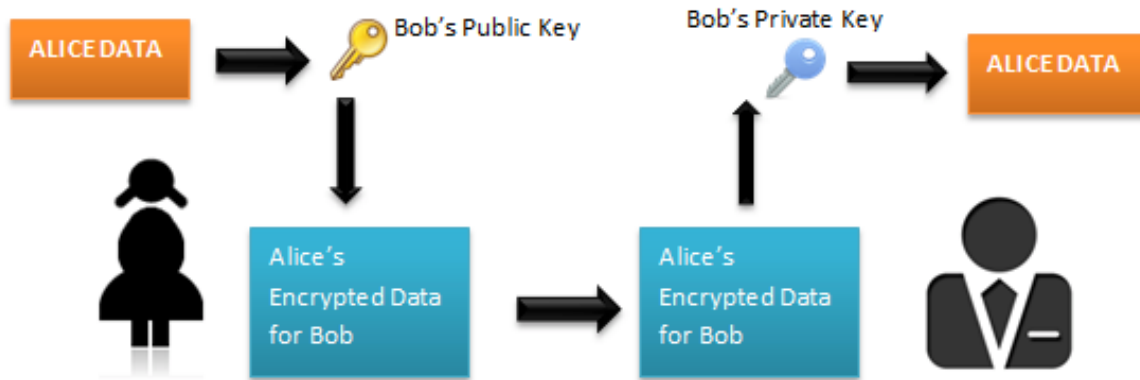 ALICE DATA
Bob’s Public Key
Bob’s Private Key
ALICE DATA
Alice’s
Encrypted Data
for Bob
Alice’s
Encrypted Data
for Bob